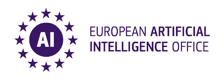 AI
EUROPEAN ARTIFICIAL
INTELLIGENCE OFFICE